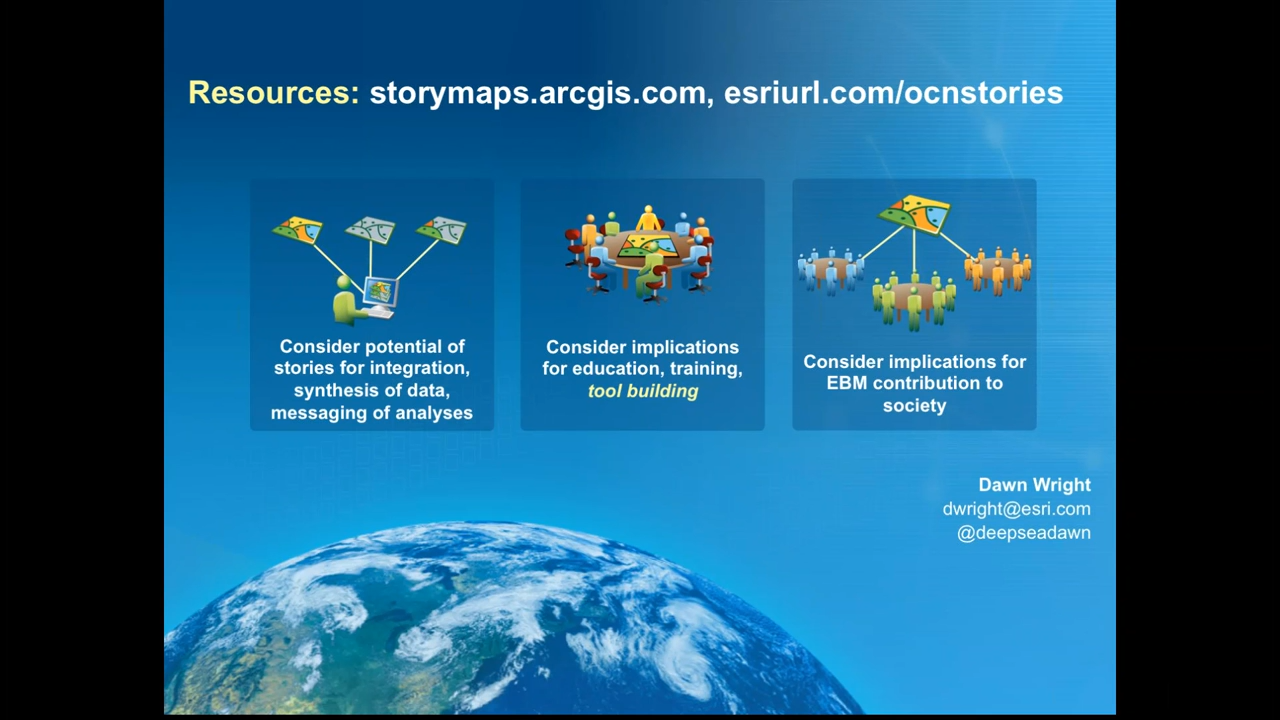 Resources: storymaps.arcgis.com, esriurl.com/ocnstories
Consider potential of
stories for integration,
synthesis of data,
messaging of analyses
Consider implications
for education, training,
tool building
Consider implications for
EBM contribution to
society
Dawn Wright
dwright@esri.com
@deepseadawn